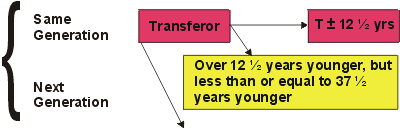 Same
Generation
Transferor
T ± 12 ½ yrs
Over 12 ½ years younger, but
less than or equal to 37 ½
years younger
Next
Generation